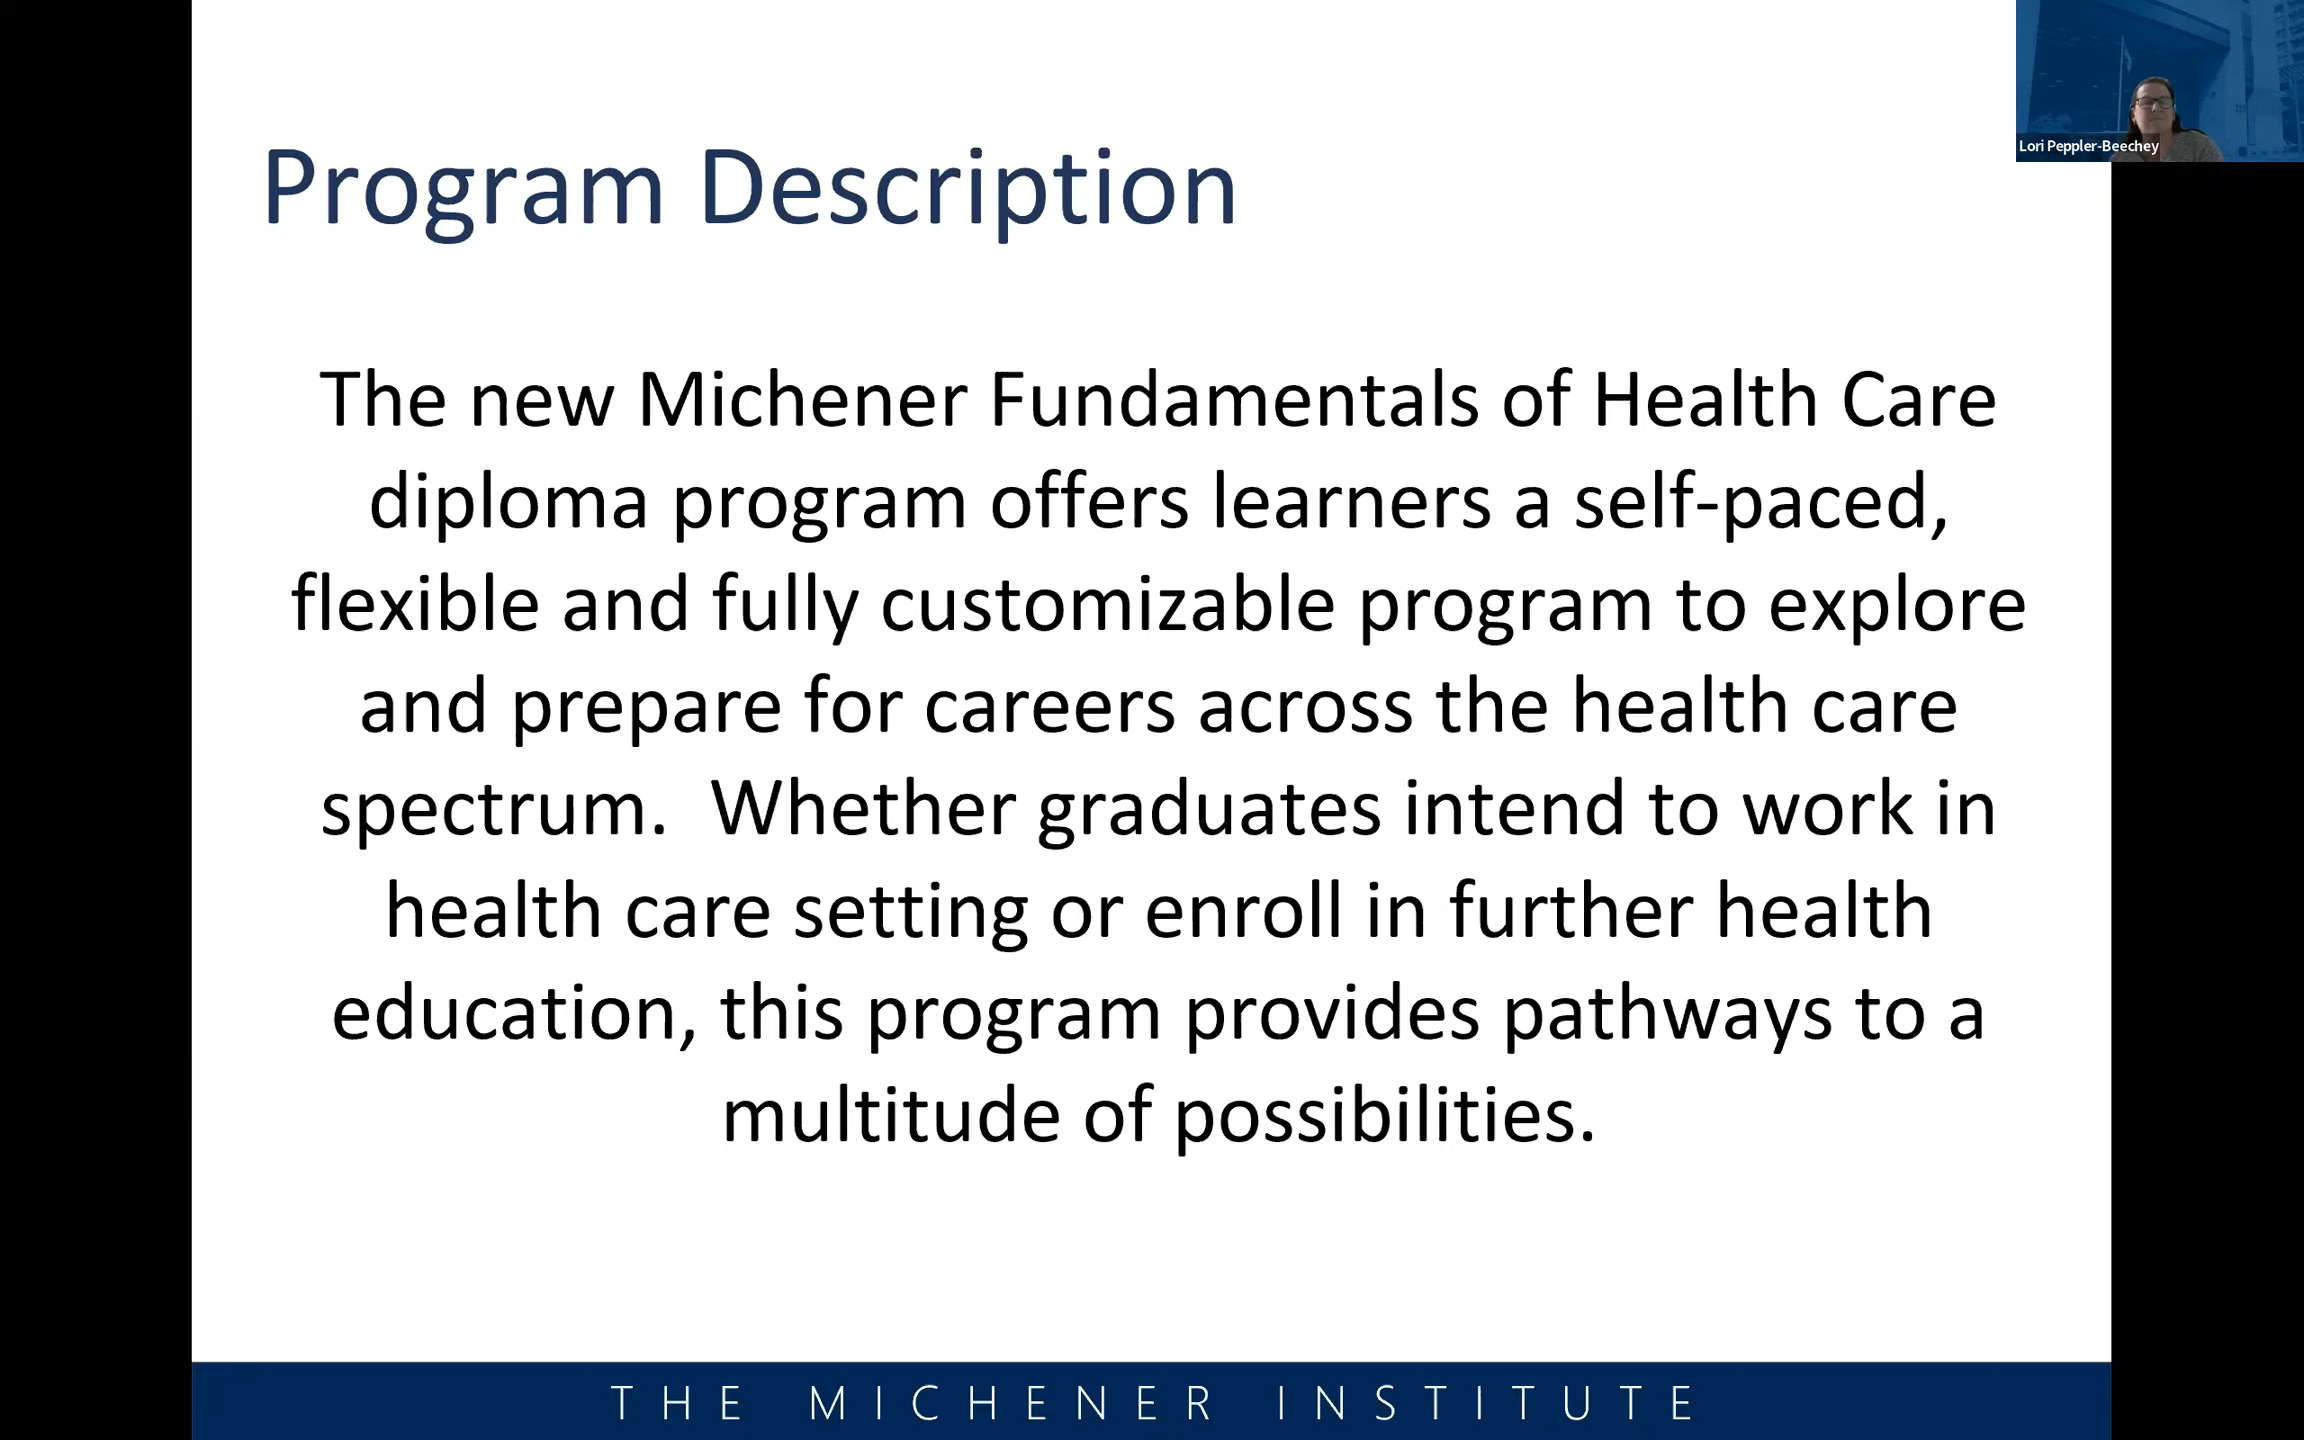 Program Description
Lori Peppler-Beechey
The new Michener Fundamentals of Health Care
diploma program offers learners a self-paced,
flexible and fully customizable program to explore
and prepare for careers across the health care
spectrum.  Whether graduates intend to work in
health care setting or enroll in further health
education, this program provides pathways to a
multitude of possibilities.
THE MICHENER INSTITUTE